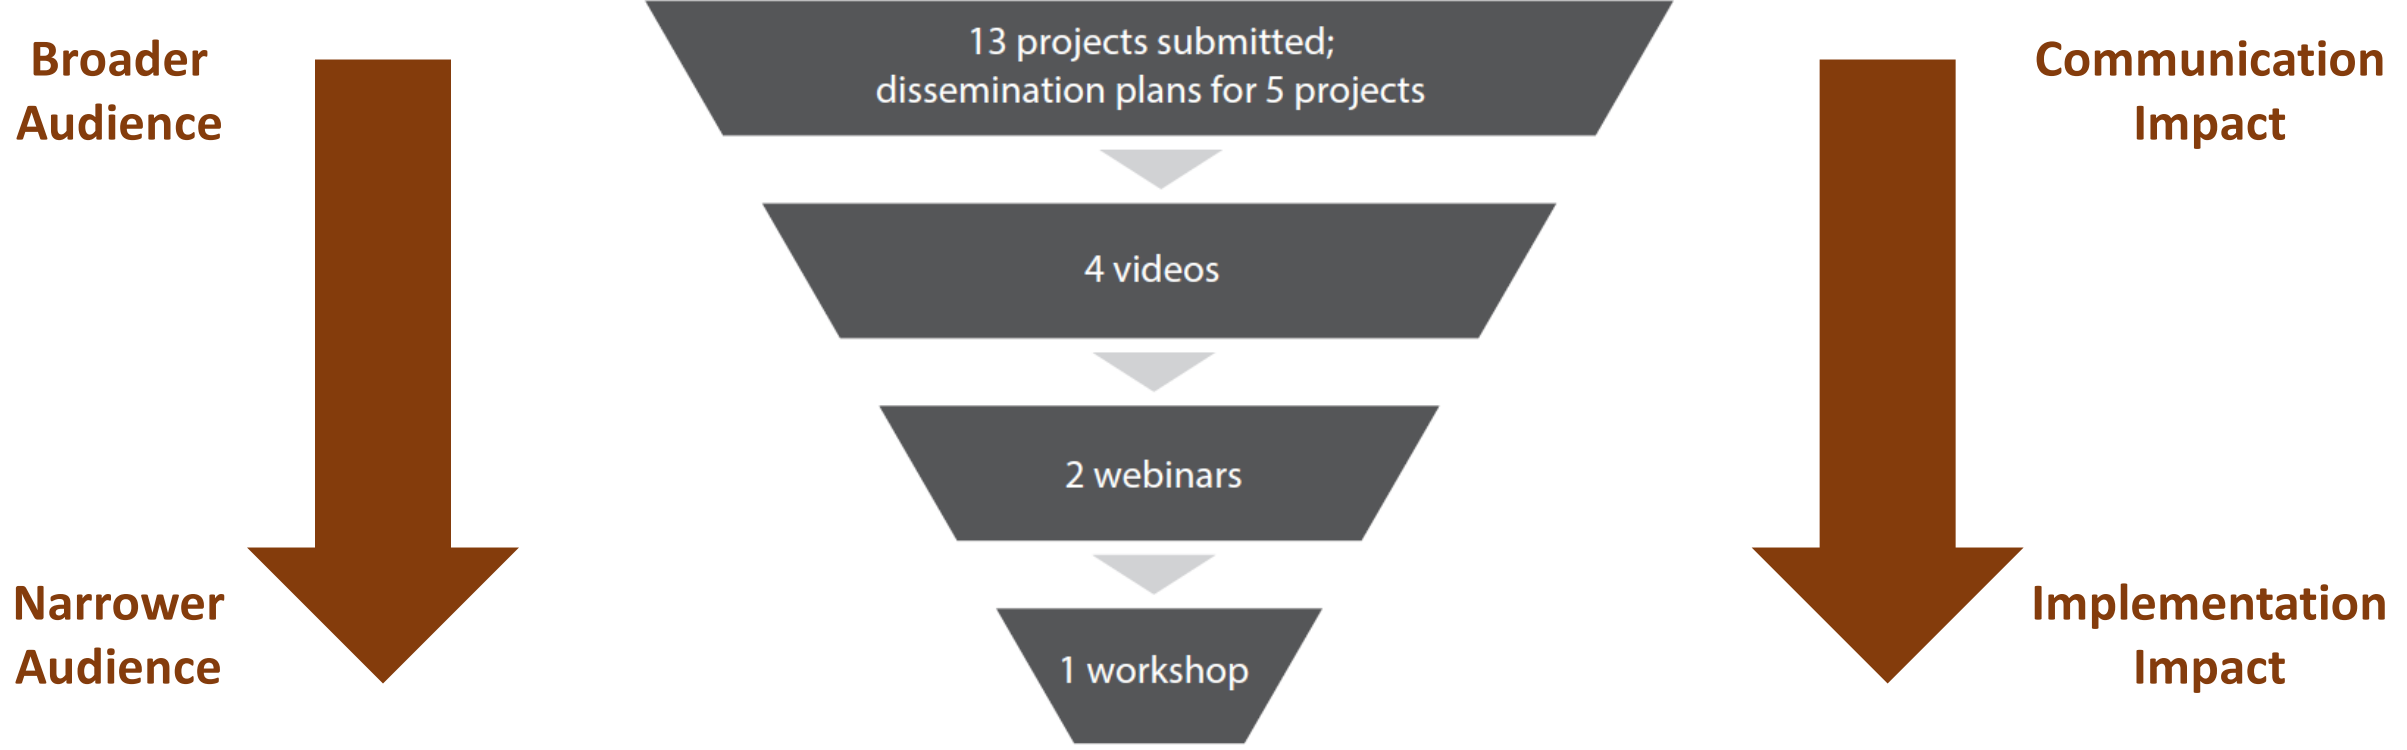 Broader
Audience
13 projects submitted;
dissemination plans for 5 projects
Communication
Impact
4 videos
2 webinars
Narrower
Audience
1 workshop
Implementation
Impact